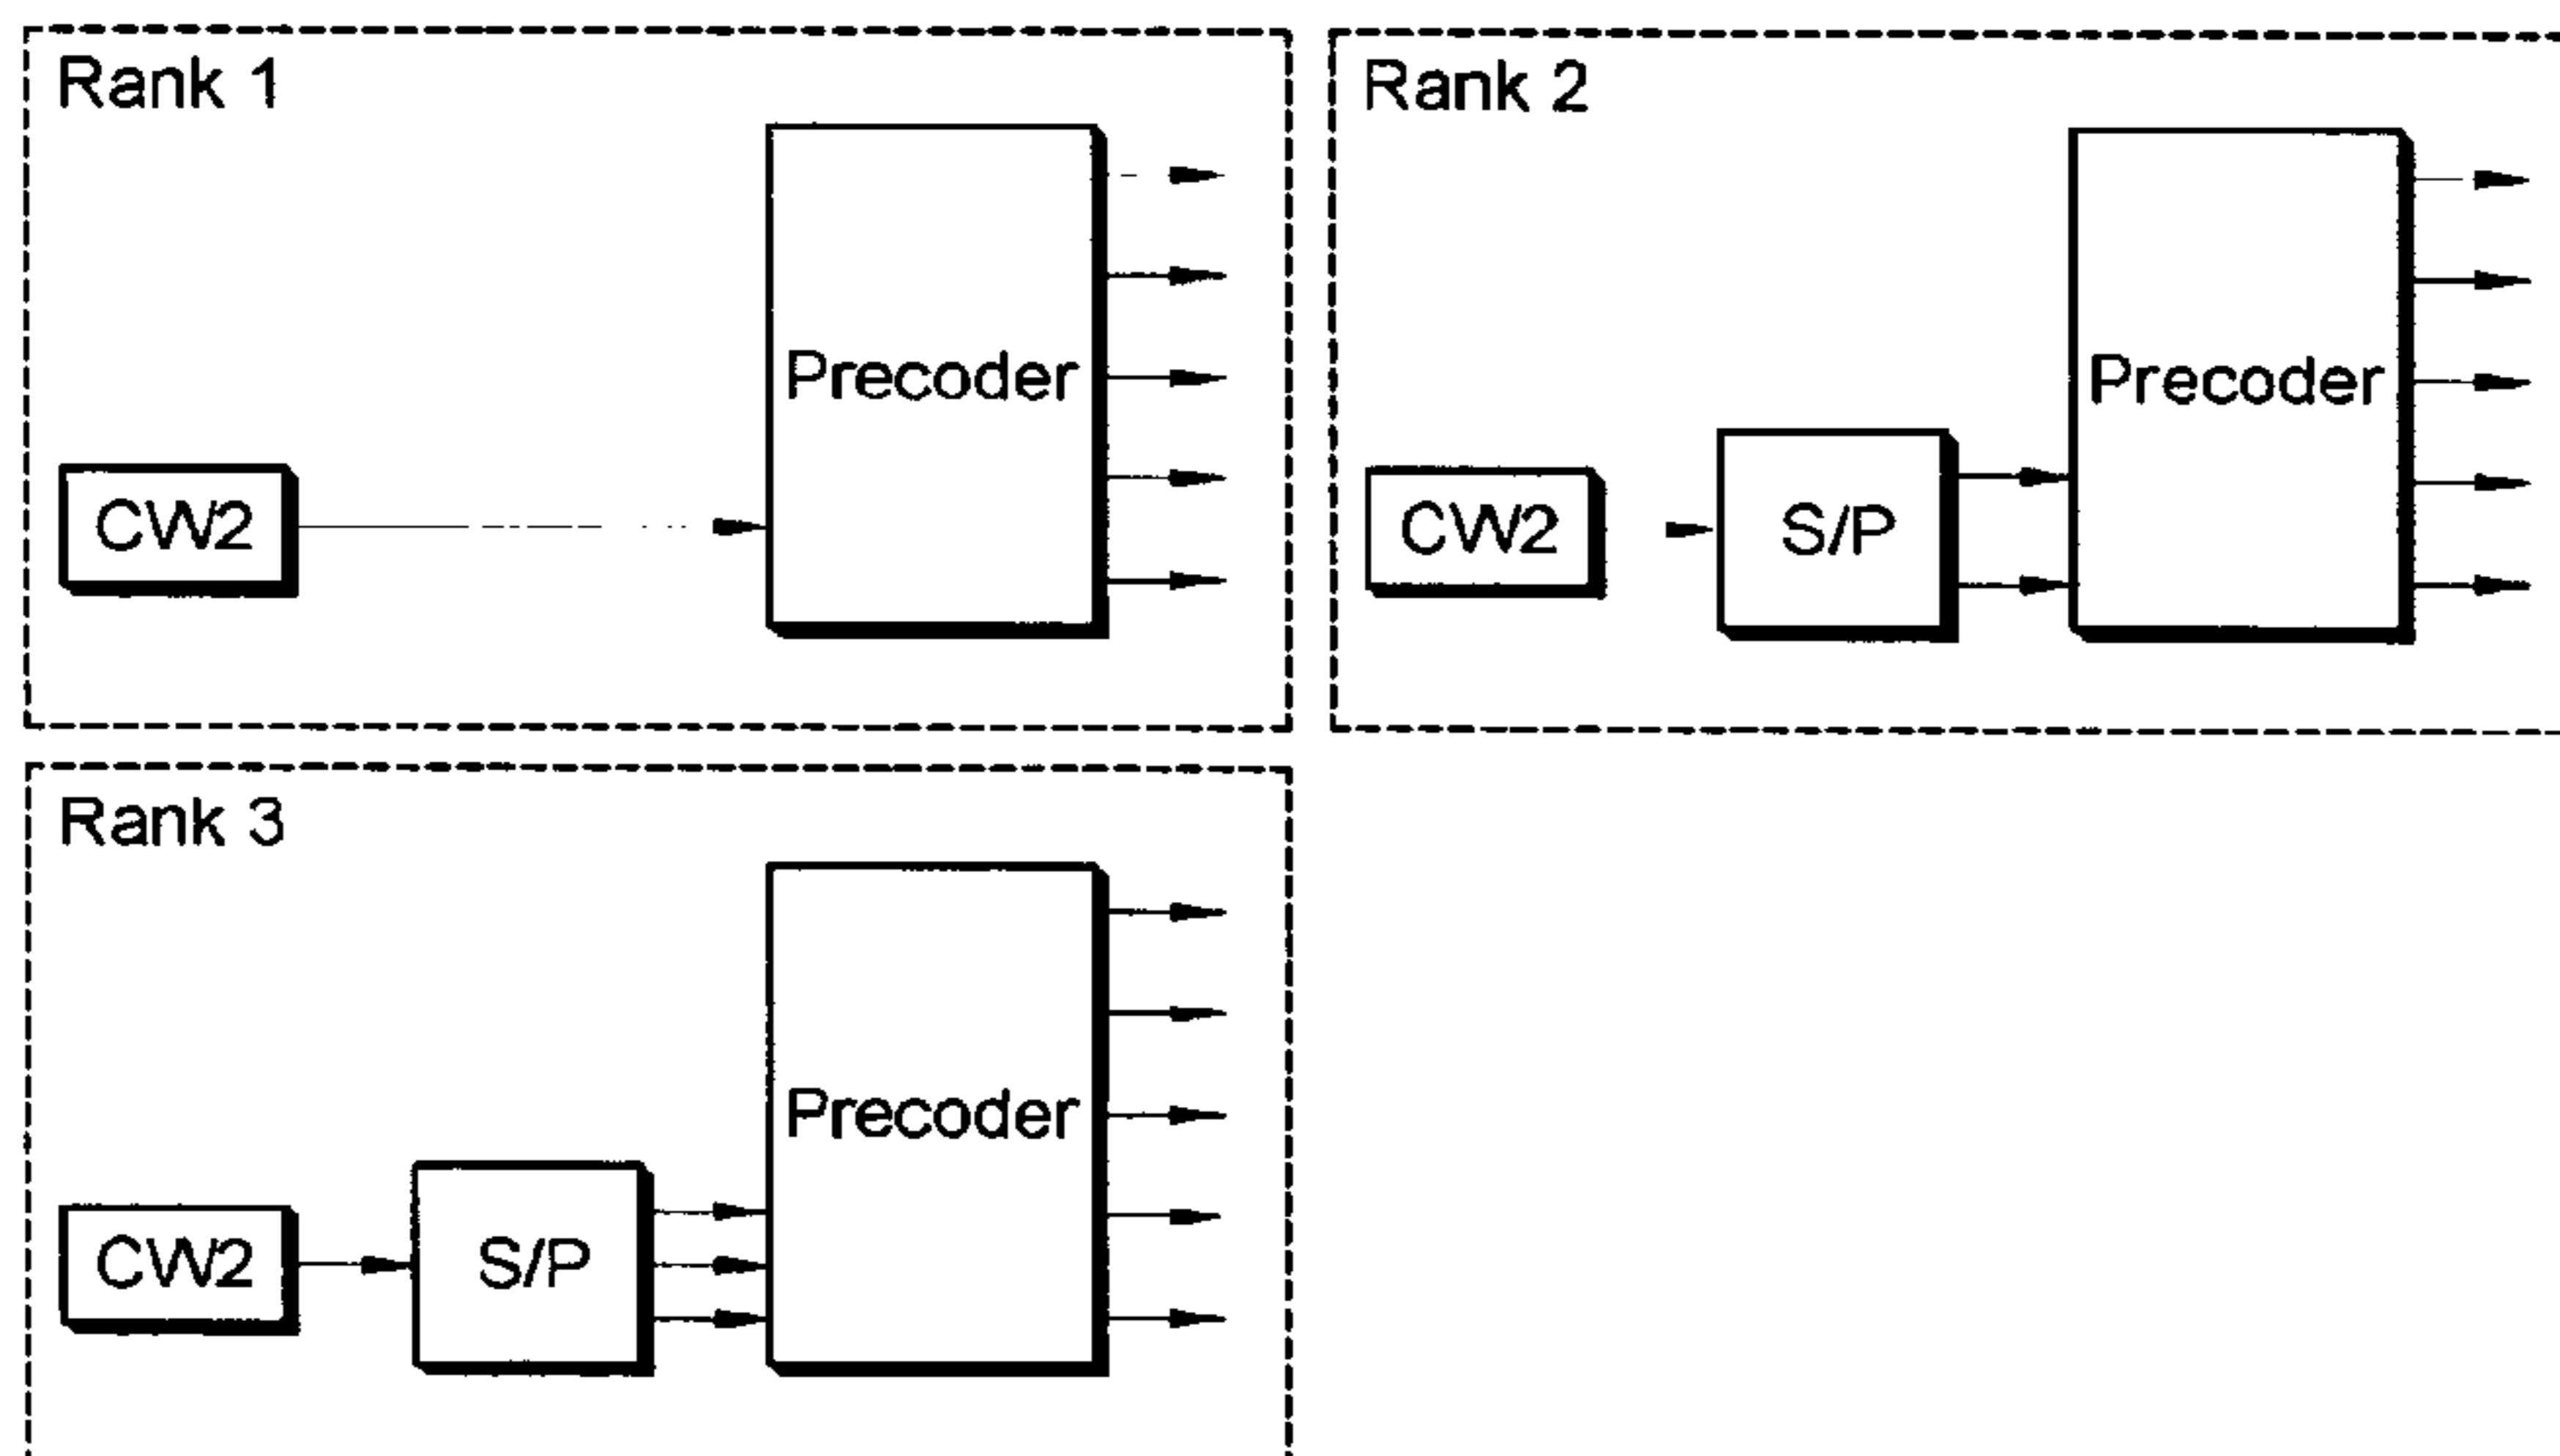 Rank 1
Precoder
CW2
Rank 2
Precoder
CW2
S/P
Rank 3
Precoder
CW2
S/P